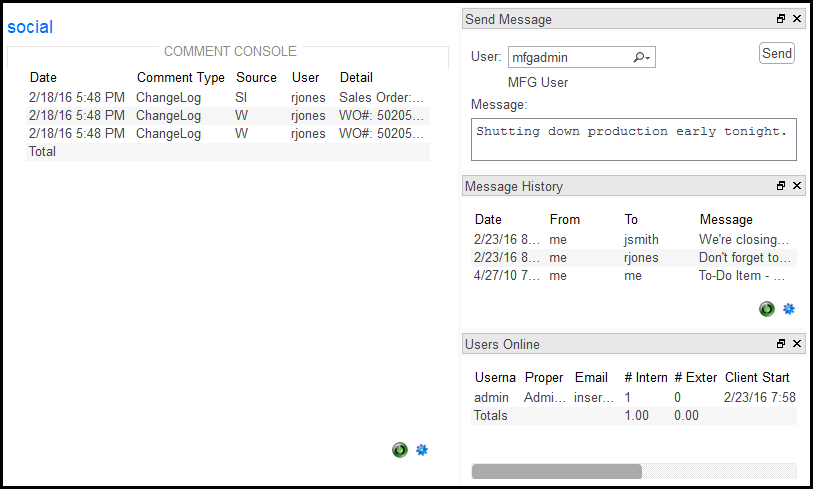 social
COMMENT CONSOLE
Date Comment Type Source User Detail
2/18/16 5:48 PM ChangeLog SI rjones Sales Order:...
2/18/16 5:48 PM ChangeLog W rjones WO#: 50205...
2/18/16 5:48 PM ChangeLog W rjones WO#: 50205...
Total
Send Message
User: mfgadmin Send
MFG User
Message:
Shutting down production early tonight.
Message History
Date From To Message
2/23/16 8... me jsmith We're closing...
2/23/16 8... me rjones Don't forget to...
4/27/10 7... me me To-Do Item - ...
Users Online
Userna Proper Email # Intern # Exter Client Start
admin Admi... inser... 1 0 2/23/16 7:58
Totals 1.00 0.00